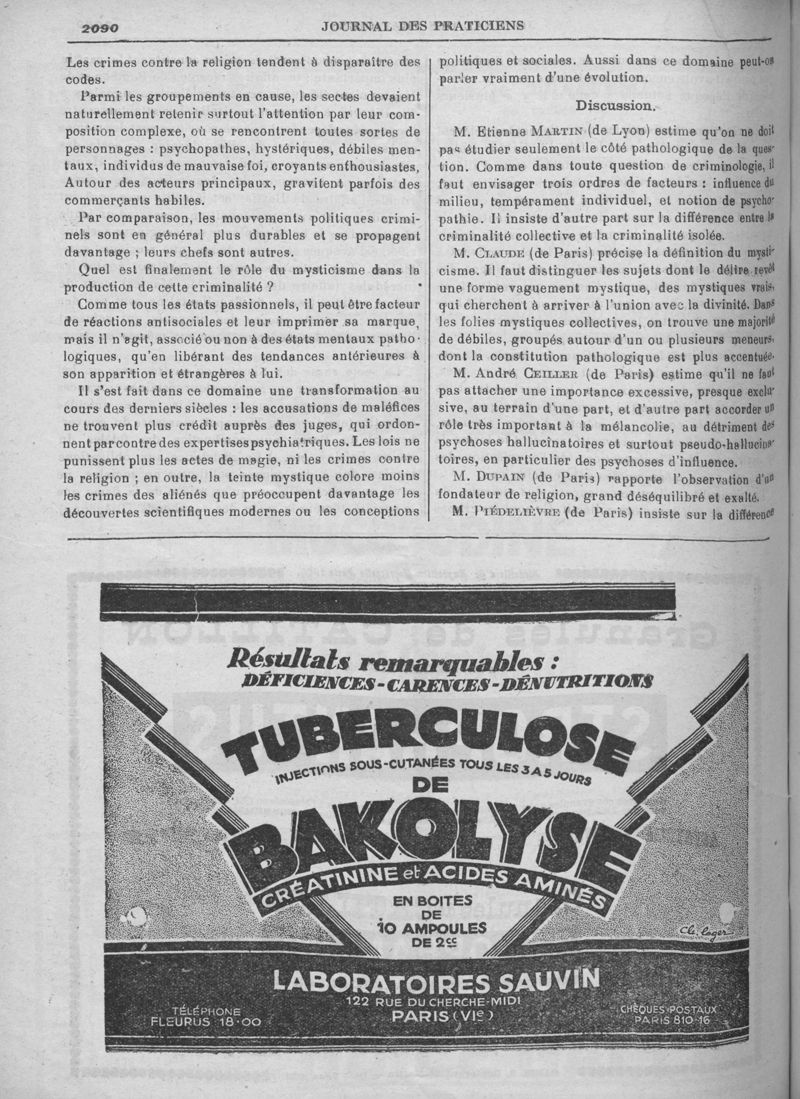 2090
JOURNAL DES PRATICIENS
Les crimes contre la religion tendent à disparaître des
codes.
Parmi les groupements en cause, les sectes devaient
naturellement retenir surtout l'attention par leur com-
position complexe, où se rencontrent toutes sortes de
personnages : psychopathes, hystériques, débiles men-
taux, individus de mauvaise foi, croyants enthousiastes,
Autour des acteurs principaux, gravitent parfois des
commerçants habiles.
Par comparaison, les mouvements politiques crimi-
nels sont en général plus durables et se propagent
davantage ; leurs chefs sont autres.
Quel est finalement le rôle du mysticisme dans la
production de cette criminalité ?
Comme tous les états passionnels, il peut être facteur
de réactions antisociales et leur imprimer sa marque,
mais il n'agit, associé ou non à des états mentaux patho-
logiques, qu'en libérant des tendances antérieures à
son apparition et étrangères à lui.
Il s'est fait dans ce domaine une transformation au
cours des derniers siècles : les accusations de maléfices
ne trouvent plus crédit auprès des juges, qui ordon-
nent par contre des expertises psychiatriques. Les lois ne
punissent plus les actes de magie, ni les crimes contre
la religion ; en outre, la teinte mystique colore moins
les crimes des aliénés que préoccupent davantage les
découvertes scientifiques modernes ou les conceptions
politiques et sociales. Aussi dans ce domaine peut-on
parler vraiment d'une évolution.
Discussion.
M. Etienne MARTIN (de Lyon) estime qu'on ne doit
pas étudier seulement le côté pathologique de la ques-
tion. Comme dans toute question de criminologie, il
faut envisager trois ordres de facteurs : influence du
milieu, tempérament individuel, et notion de psycho-
pathie. Il insiste d'autre part sur la différence entre la
criminalité collective et la criminalité isolée.
M. CLAUDE (de Paris) précise la définition du mysti-
cisme. Il faut distinguer les sujets dont le délire revêt
une forme vaguement mystique, des mystiques vrais,
qui cherchent à arriver à l'union avec la divinité. Dans
les folies mystiques collectives, on trouve une majorité
de débiles, groupés autour d'un ou plusieurs meneurs,
dont la constitution pathologique est plus accentuée.
M. André CEILLER (de Paris) estime qu'il ne faut
pas attacher une importance excessive, presque exclu-
sive, au terrain d'une part, et d'autre part accorder un
rôle très important à la mélancolie, au détriment des
psychoses hallucinatoires et surtout pseudo-hallucina-
toires, en particulier des psychoses d'influence.
M. DUPAIN (de Paris) rapporte l'observation d'un
fondateur de religion, grand déséquilibré et exalté.
M. PIÉDELIÈVRE (de Paris) insiste sur la différence
Résultats remarquables :
DÉFICIENCES-CARENCES-DÉNUTRITIONS
TUBERCULOSE
INJECTIONS SOUS-CUTANÉES TOUS LES 3 A 5 JOURS
DE
BAKOLYSE
CRÉATININE et ACIDES AMINÉS
EN BOITES
DE
10 AMPOULES
DE 2cc
Ch. Loger
LABORATOIRES SAUVIN
122 RUE DU CHERCHE-MIDI
PARIS (VIe)
TÉLÉPHONE
FLEURUS 18-00
CHÈQUES POSTAUX
PARIS 810-16